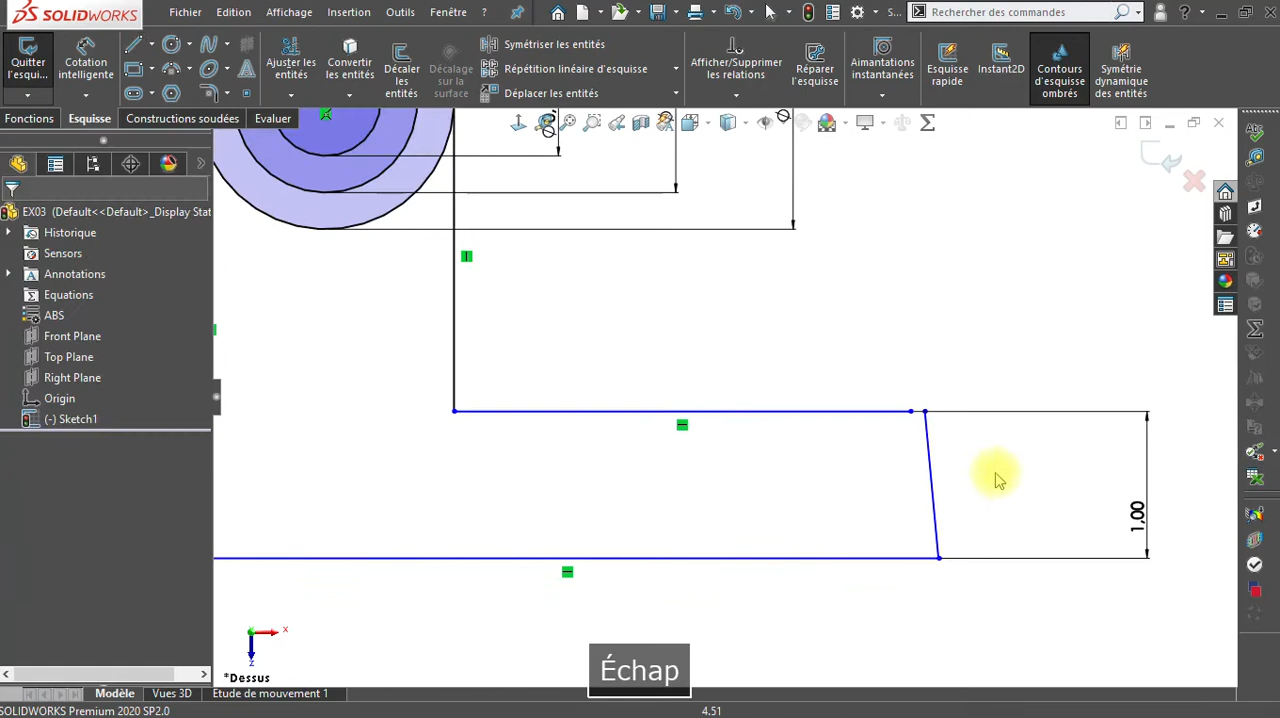 SOLIDWORKS
Fichier Edition Affichage Insertion Outils Fenêtre ?
S...
Rechercher des commandes
?
Quitter l'esqui...
Cotation intelligente
Ajuster les entités
Convertir les entités
Décaler les entités
Décalage sur la surface
Symétriser les entités
Répétition linéaire d'esquisse
Déplacer les entités
Afficher/Supprimer les relations
Réparer l'esquisse
Aimantations instantanées
Esquisse rapide
Instant2D
Contours d'esquisse ombrés
Symétrie dynamique des entités
Fonctions Esquisse Constructions soudées Evaluer
EX03 (Default<<Default>_Display Stat
Historique
Sensors
Annotations
Equations
ABS
Front Plane
Top Plane
Right Plane
Origin
(-) Sketch1
1,00
X
Z
*Dessus
Échap
Modèle Vues 3D Etude de mouvement 1
SOLIDWORKS Premium 2020 SP2.0
4.51